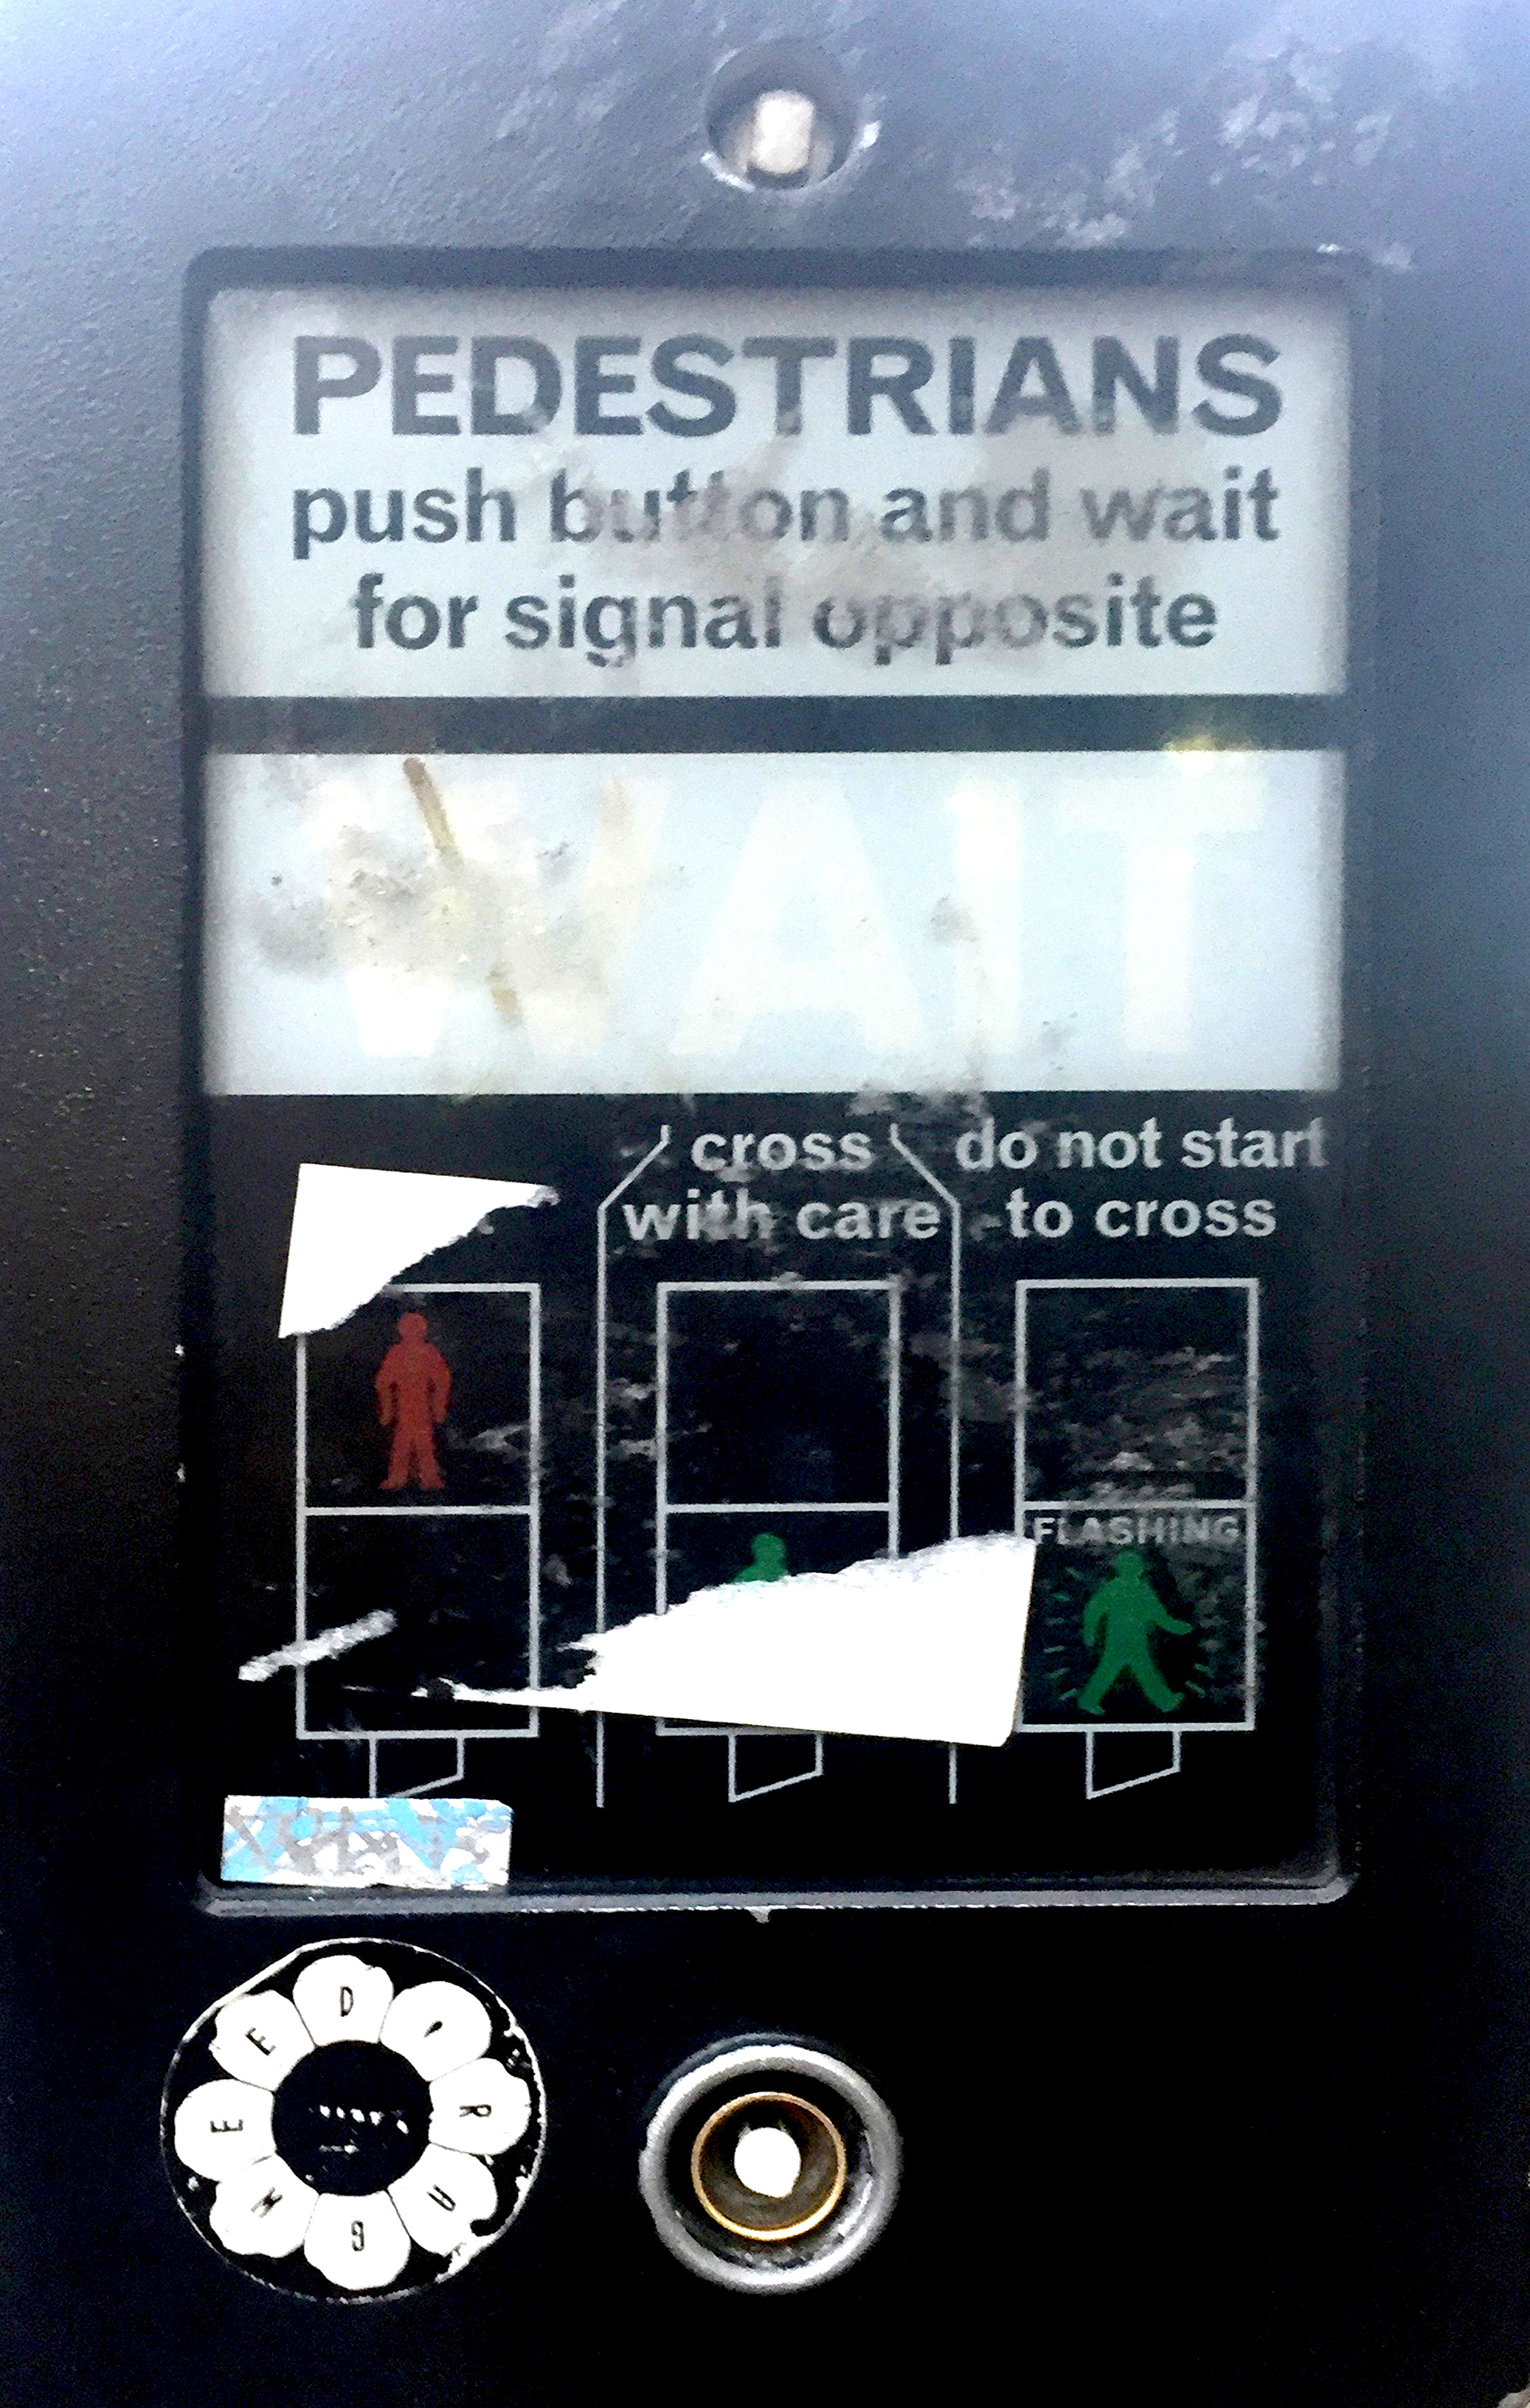 PEDESTRIANS
push button and wait
for signal opposite
WAIT
cross
with care
do not start
to cross
FLASHING